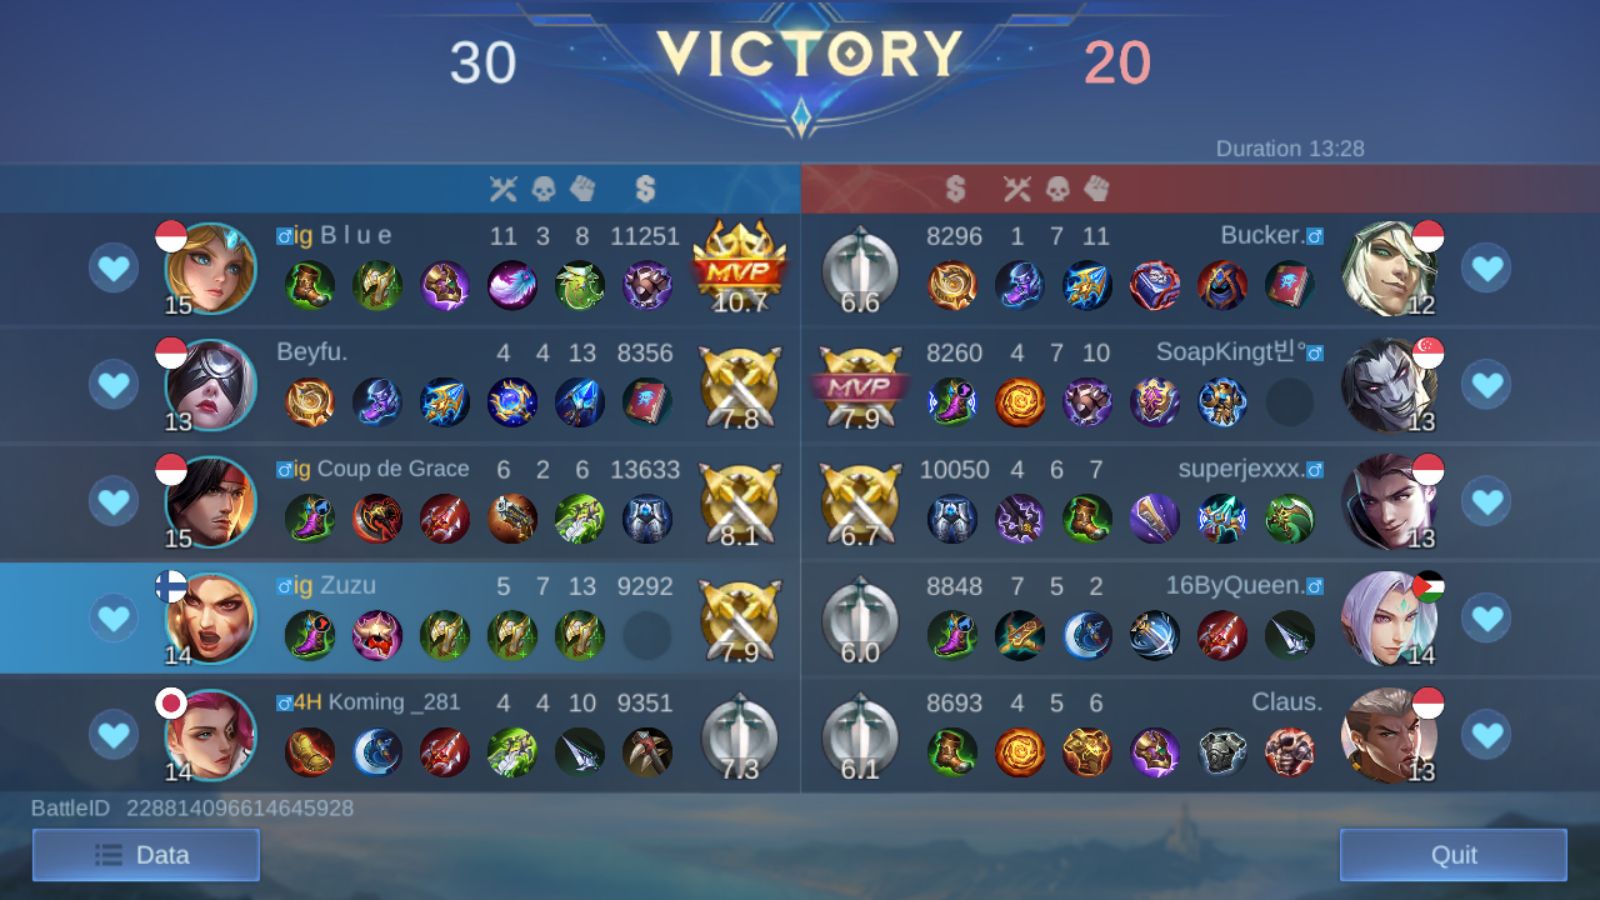 30 VICTORY 20
Duration 13:28
ig B l u e 11 3 8 11251
15
MVP
10.7
6.6
8296 1 7 11 Bucker.
12
Beyfu. 4 4 13 8356
13
7.8
MVP
7.9
8260 4 7 10 SoapKingt빈°
13
ig Coup de Grace 6 2 6 13633
15
8.1
6.7
10050 4 6 7 superjexxx.
13
ig Zuzu 5 7 13 9292
14
7.9
6.0
8848 7 5 2 16ByQueen.
14
4H Koming _281 4 4 10 9351
14
7.3
6.1
8693 4 5 6 Claus.
13
BattleID 228814096614645928
Data
Quit